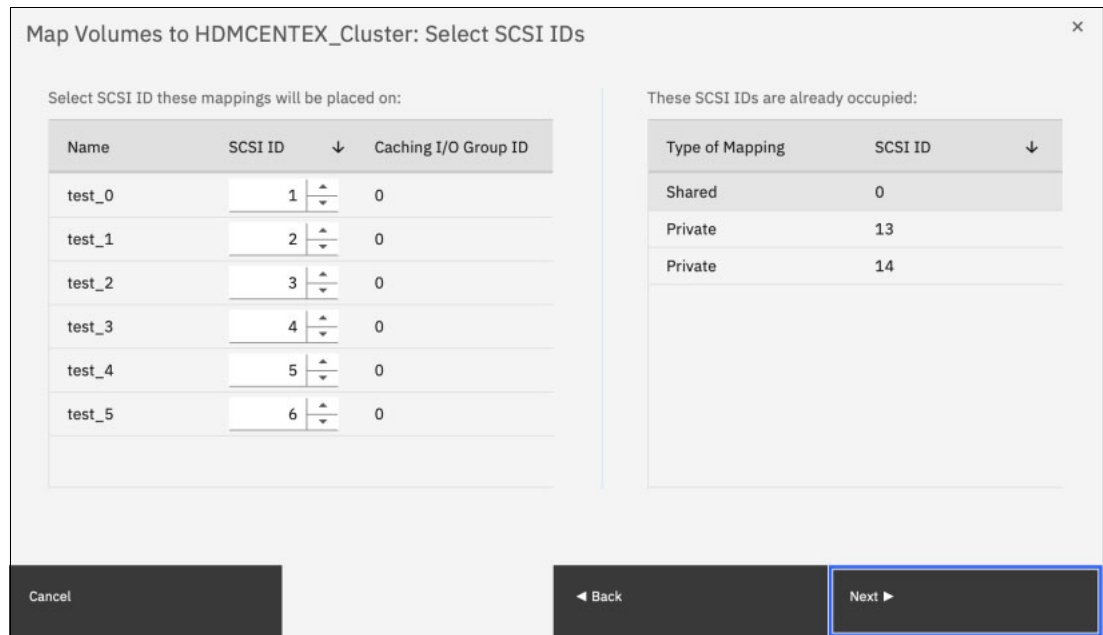 Map Volumes to HDMCENTEX_Cluster: Select SCSI IDs ×
Select SCSI ID these mappings will be placed on:
Name SCSI ID ↓ Caching I/O Group ID
test_0 1 0
test_1 2 0
test_2 3 0
test_3 4 0
test_4 5 0
test_5 6 0
These SCSI IDs are already occupied:
Type of Mapping SCSI ID ↓
Shared 0
Private 13
Private 14
Cancel ◄ Back Next ►